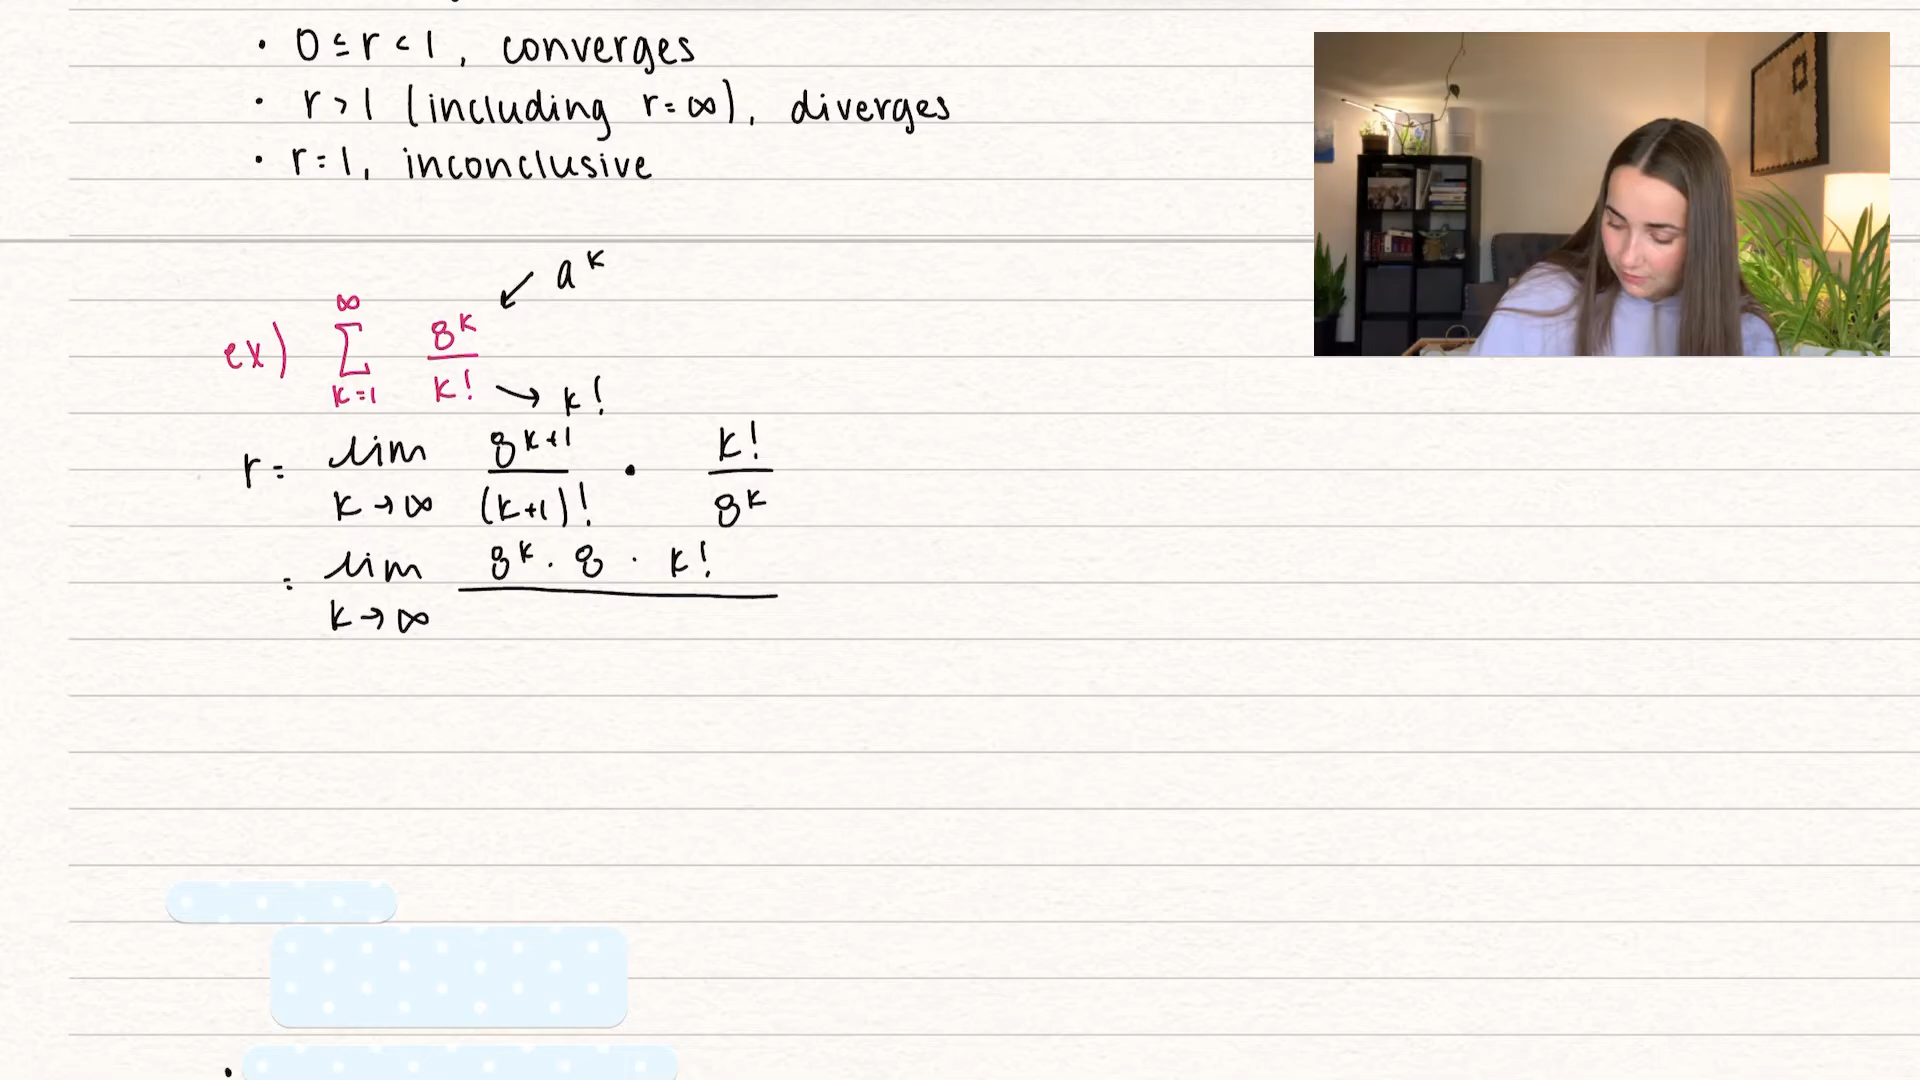 • 0 ≤ r < 1, converges
• r > 1 (including r = ∞), diverges
• r = 1, inconclusive
a^k
ex) ∑_{k=1}^{∞} 8^k / k!
k!
r = lim_{k→∞} 8^{k+1} / (k+1)! • k! / 8^k
= lim_{k→∞} 8^k · 8 · k!
•